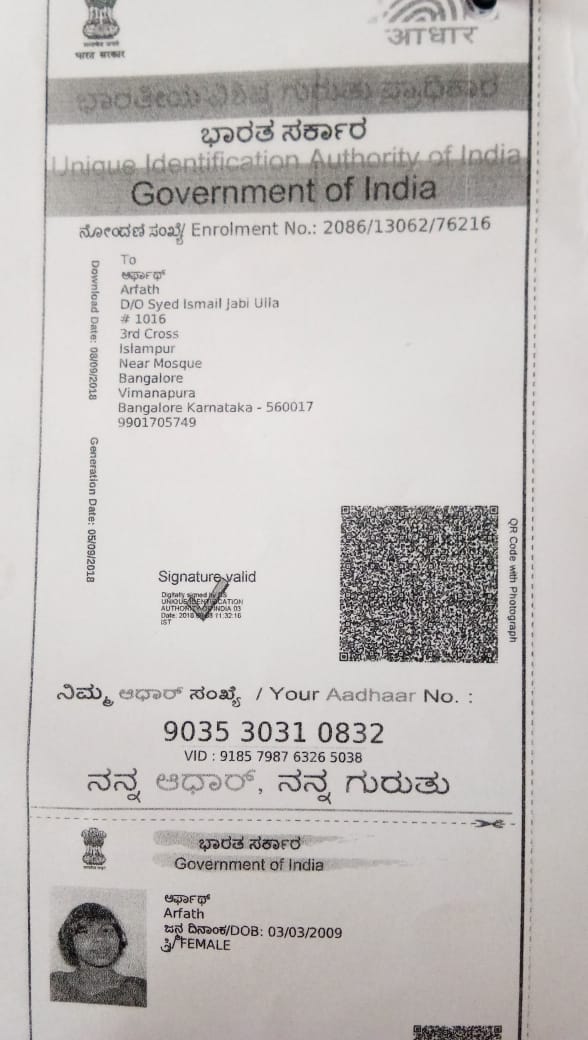 भारत सरकार
आधार
ಭಾರತೀಯ ವಿಶಿಷ್ಟ ಗುರುತು ಪ್ರಾಧಿಕಾರ
ಭಾರತ ಸರ್ಕಾರ
Unique Identification Authority of India
Government of India
ನೋಂದಣಿ ಸಂಖ್ಯೆ/ Enrolment No.: 2086/13062/76216
Download Date: 08/09/2018
Generation Date: 05/09/2018
To
ಆರ್ಫಾಥ್
Arfath
D/O Syed Ismail Jabi Ulla
# 1016
3rd Cross
Islampur
Near Mosque
Bangalore
Vimanapura
Bangalore Karnataka - 560017
9901705749
QR Code with Photograph
Signature valid
Digitally signed by DS
UNIQUE IDENTIFICATION
AUTHORITY OF INDIA 03
Date: 2018 11:32:16
IST
ನಿಮ್ಮ ಆಧಾರ್ ಸಂಖ್ಯೆ / Your Aadhaar No. :
9035 3031 0832
VID : 9185 7987 6326 5038
ನನ್ನ ಆಧಾರ್, ನನ್ನ ಗುರುತು
ಭಾರತ ಸರ್ಕಾರ
Government of India
ಆರ್ಫಾಥ್
Arfath
ಜನ್ಮ ದಿನಾಂಕ/DOB: 03/03/2009
ಸ್ತ್ರೀ/ FEMALE